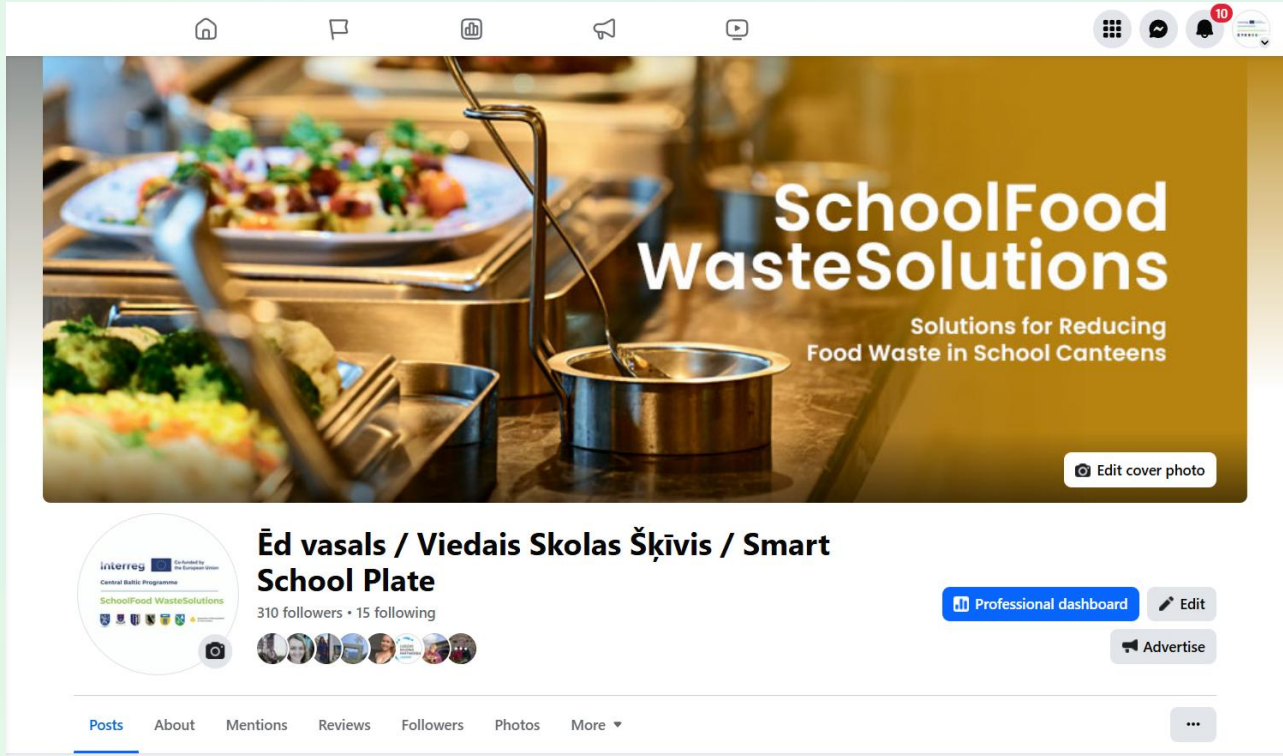 10
SchoolFood
WasteSolutions
Solutions for Reducing
Food Waste in School Canteens
Edit cover photo
Interreg
Co-funded by
the European Union
Central Baltic Programme
SchoolFood WasteSolutions
Ēd vasals / Viedais Skolas Šķīvis / Smart
School Plate
310 followers • 15 following
Professional dashboard
Edit
Advertise
Posts
About
Mentions
Reviews
Followers
Photos
More